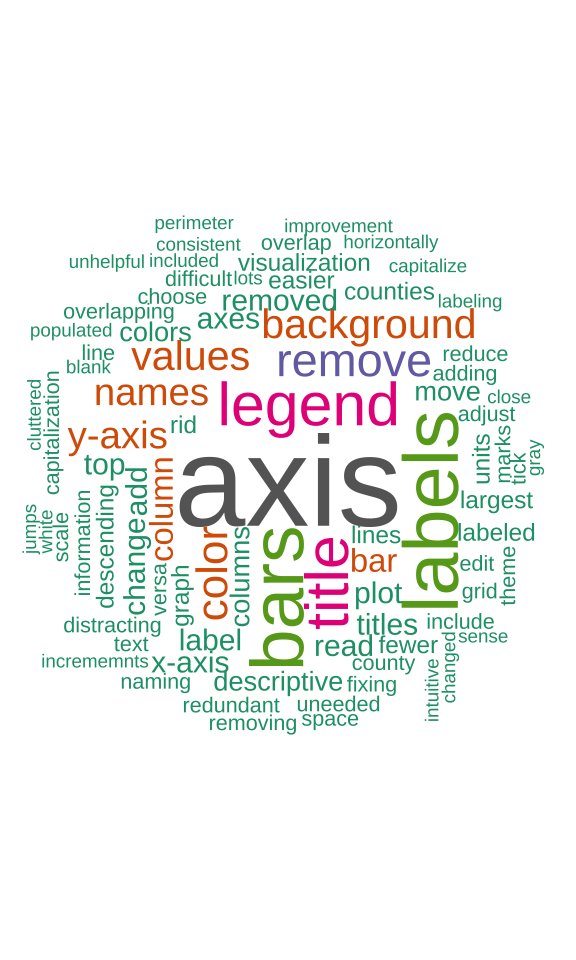 perimeter
improvement
consistent
overlap
horizontally
unhelpful
included
visualization
capitalize
difficult
lots
easier
choose
removed
counties
labeling
overlapping
axes
background
populated
colors
line
values
remove
reduce
blank
adding
names
legend
move
close
cluttered
capitalization
y-axis
rid
adjust
units
marks
tick
gray
top
axis
labels
largest
jumps
white
scale
information
descending
change
add
column
color
columns
bars
title
lines
labeled
bar
edit
theme
versa
graph
plot
grid
distracting
titles
include
text
label
read
fewer
sense
incrememnts
x-axis
county
changed
intuitive
naming
descriptive
fixing
redundant
uneeded
removing
space